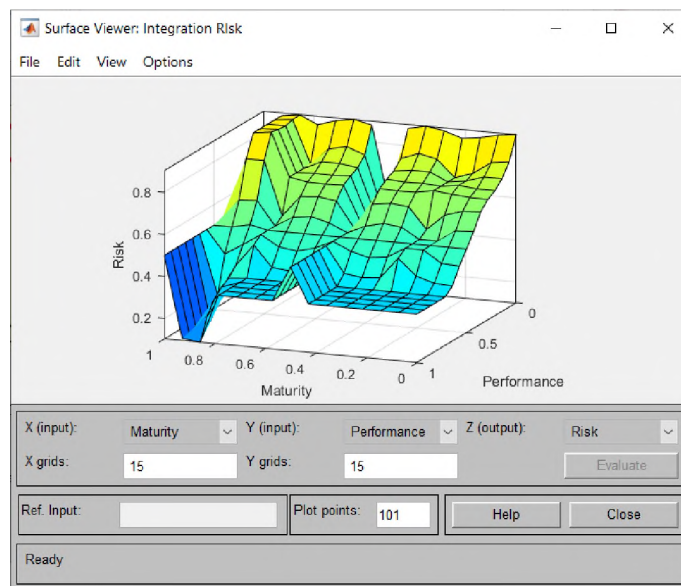 Surface Viewer: Integration RIsk
File Edit View Options
0.8
0.6
0.4
0.2
Risk
1
0.8
0.6
0.4
0.2
0
Maturity
1
0.5
0
Performance
X (input): Maturity Y (input): Performance Z (output): Risk
X grids: 15 Y grids: 15 Evaluate
Ref. Input: Plot points: 101 Help Close
Ready